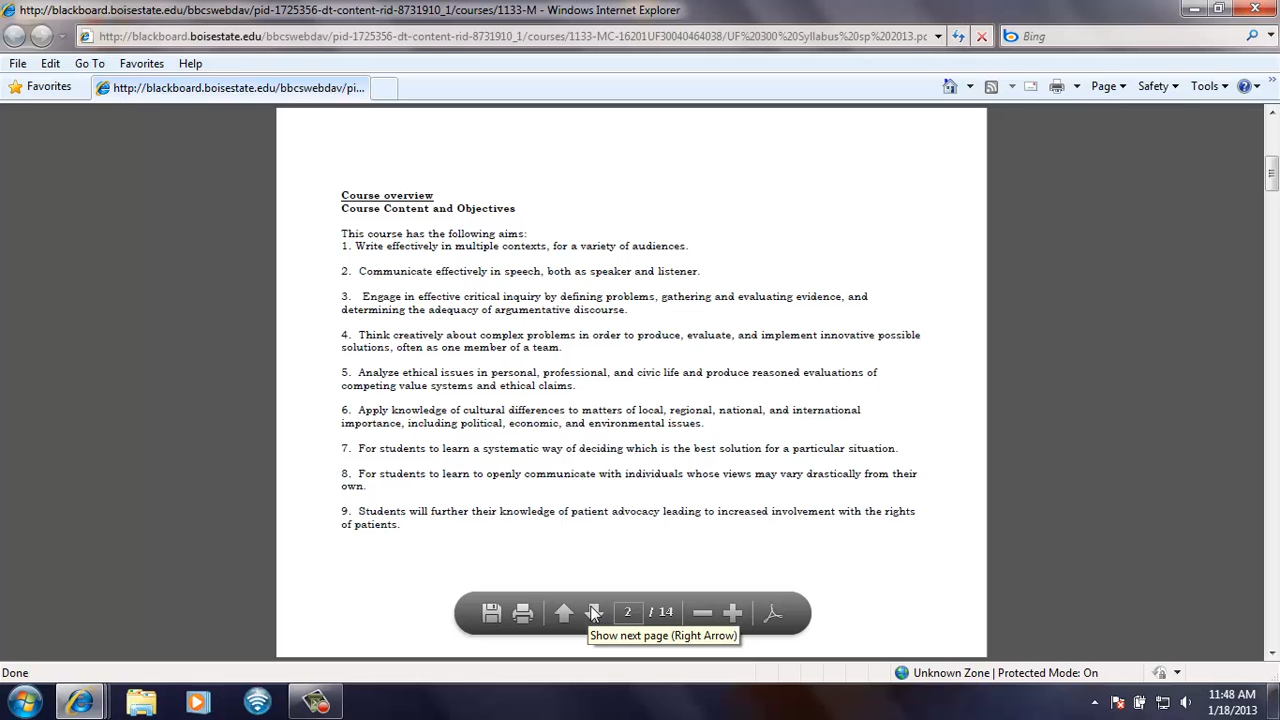 http://blackboard.boisestate.edu/bbcswebdav/pid-1725356-dt-content-rid-8731910_1/courses/1133-M - Windows Internet Explorer
http://blackboard.boisestate.edu/bbcswebdav/pid-1725356-dt-content-rid-8731910_1/courses/1133-MC-16201UF30040464038/UF%20300%20Syllabus%20sp%202013.pc
Bing
File Edit Go To Favorites Help
Favorites
http://blackboard.boisestate.edu/bbcswebdav/pi...
Page Safety Tools
Course overview
Course Content and Objectives
This course has the following aims:
1. Write effectively in multiple contexts, for a variety of audiences.
2. Communicate effectively in speech, both as speaker and listener.
3. Engage in effective critical inquiry by defining problems, gathering and evaluating evidence, and
determining the adequacy of argumentative discourse.
4. Think creatively about complex problems in order to produce, evaluate, and implement innovative possible
solutions, often as one member of a team.
5. Analyze ethical issues in personal, professional, and civic life and produce reasoned evaluations of
competing value systems and ethical claims.
6. Apply knowledge of cultural differences to matters of local, regional, national, and international
importance, including political, economic, and environmental issues.
7. For students to learn a systematic way of deciding which is the best solution for a particular situation.
8. For students to learn to openly communicate with individuals whose views may vary drastically from their
own.
9. Students will further their knowledge of patient advocacy leading to increased involvement with the rights
of patients.
2 / 14
Show next page (Right Arrow)
Done
Unknown Zone | Protected Mode: On
11:48 AM
1/18/2013